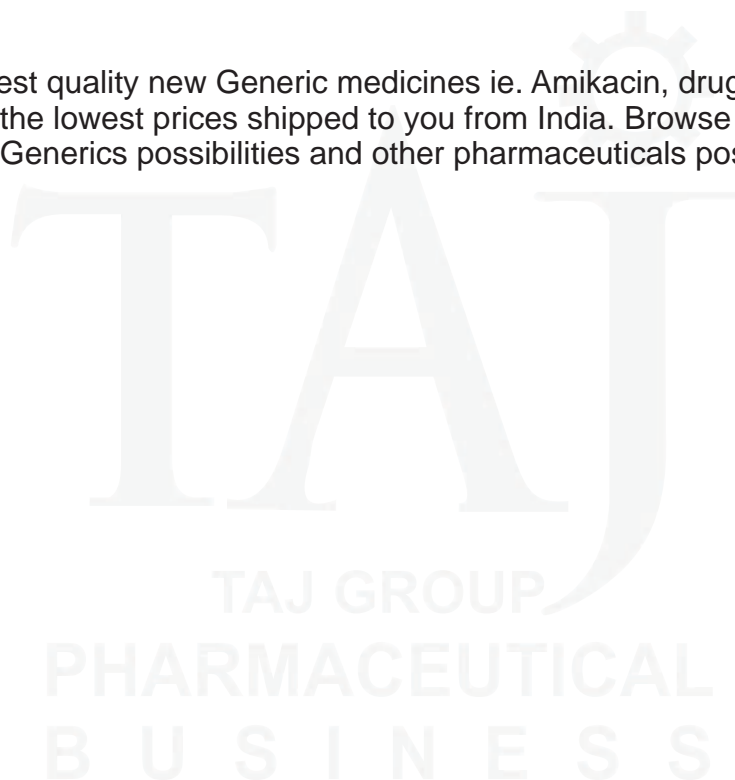 est quality new Generic medicines ie. Amikacin, drug
the lowest prices shipped to you from India. Browse
Generics possibilities and other pharmaceuticals pos
TAJ
TAJ GROUP
PHARMACEUTICAL
BUSINESS